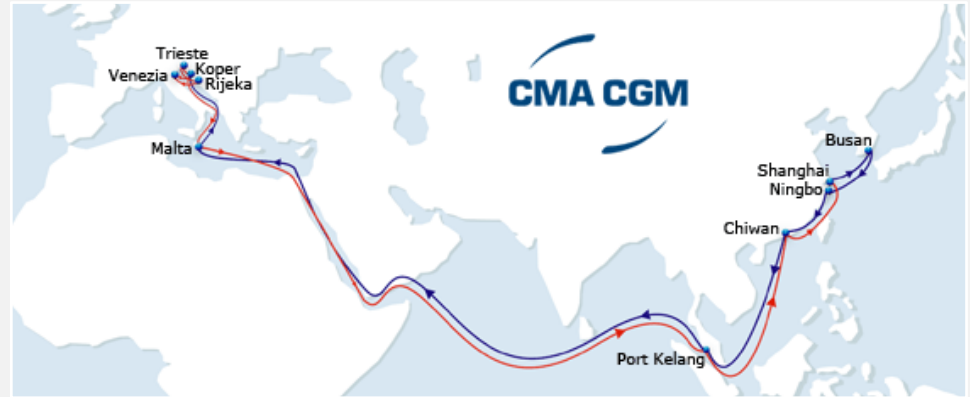 Trieste
Koper
Venezia
Rijeka
CMA CGM
Malta
Busan
Shanghai
Ningbo
Chiwan
Port Kelang